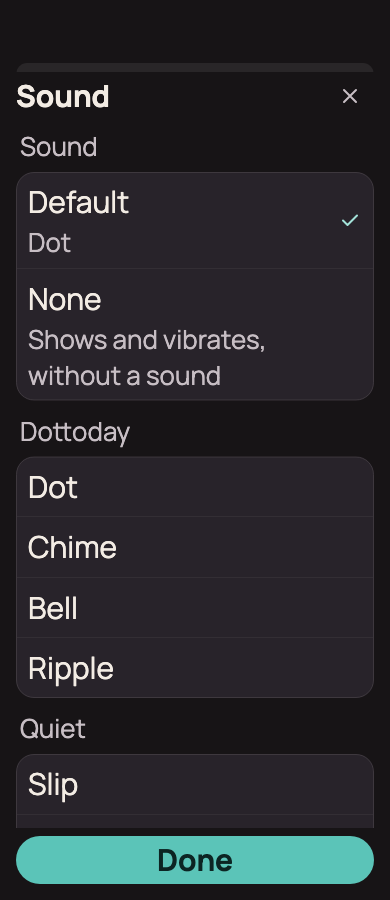 Sound
Sound
Default
Dot
None
Shows and vibrates,
without a sound
Dottoday
Dot
Chime
Bell
Ripple
Quiet
Slip
Done